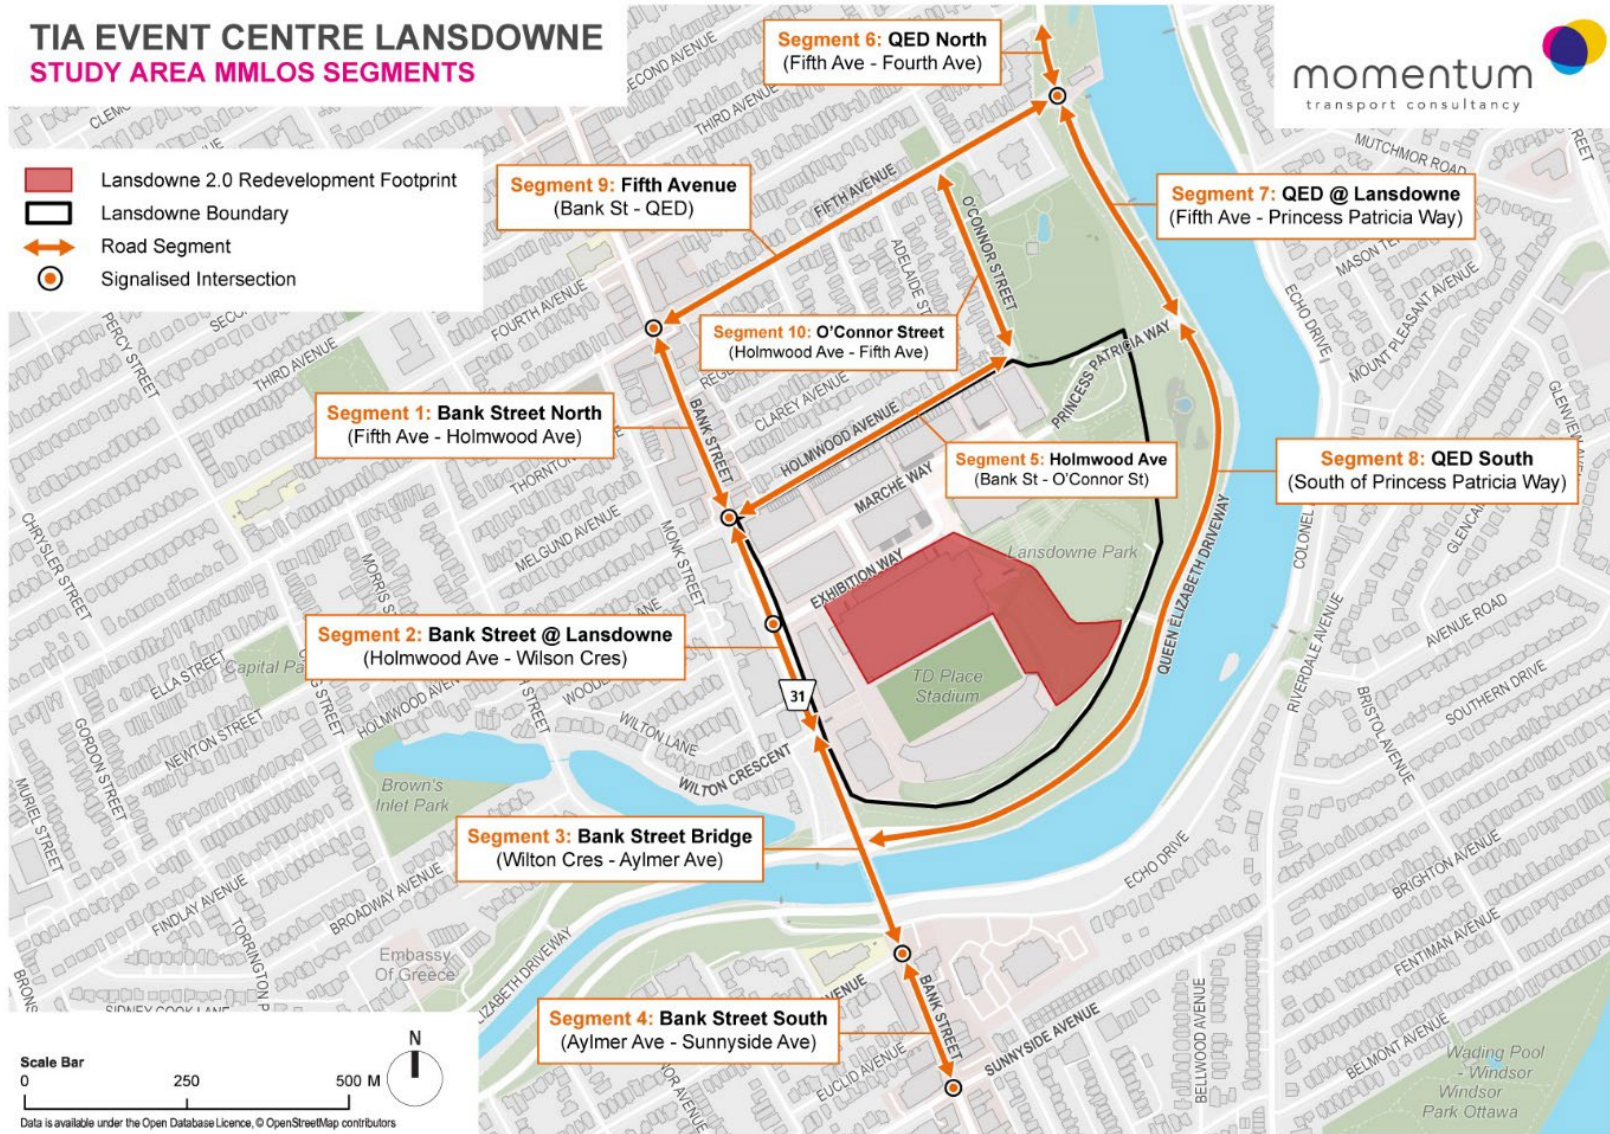 TIA EVENT CENTRE LANSDOWNE
STUDY AREA MMLOS SEGMENTS
momentum
transport consultancy
Lansdowne 2.0 Redevelopment Footprint
Lansdowne Boundary
Road Segment
Signalised Intersection
Segment 6: QED North
(Fifth Ave - Fourth Ave)
Segment 9: Fifth Avenue
(Bank St - QED)
Segment 7: QED @ Lansdowne
(Fifth Ave - Princess Patricia Way)
Segment 10: O'Connor Street
(Holmwood Ave - Fifth Ave)
Segment 1: Bank Street North
(Fifth Ave - Holmwood Ave)
Segment 5: Holmwood Ave
(Bank St - O'Connor St)
Segment 8: QED South
(South of Princess Patricia Way)
Segment 2: Bank Street @ Lansdowne
(Holmwood Ave - Wilson Cres)
Segment 3: Bank Street Bridge
(Wilton Cres - Aylmer Ave)
Segment 4: Bank Street South
(Aylmer Ave - Sunnyside Ave)
SECOND AVENUE
THIRD AVENUE
FIFTH AVENUE
FOURTH AVENUE
THIRD AVENUE
PERCY STREET
O'CONNOR STREET
CLAREY AVENUE
HOLMWOOD AVENUE
BANK STREET
MARCHÉ WAY
EXHIBITION WAY
PRINCESS PATRICIA WAY
QUEEN ELIZABETH DRIVEWAY
Lansdowne Park
TD Place
Stadium
31
MELGUND AVENUE
MONK STREET
CHRYSLER STREET
ELLA STREET
NEWTON STREET
GORDON STREET
MURIEL STREET
WILTON LANE
WILTON CRESCENT
Brown's
Inlet Park
FINDLAY AVENUE
BROADWAY AVENUE
Embassy
Of Greece
SIDNEY COOK LANE
MUTCHMOR ROAD
ECHO DRIVE
MOUNT PLEASANT AVENUE
RIVERDALE AVENUE
AVENUE ROAD
BRISTOL AVENUE
SOUTHERN DRIVE
ECHO DRIVE
BRIGHTON AVENUE
FENTIMAN AVENUE
BELMONT AVENUE
BELLWOOD AVENUE
SUNNYSIDE AVENUE
BANK STREET
EUCLID AVENUE
Wading Pool
- Windsor
Windsor
Park Ottawa
Scale Bar
0 250 500 M
N
Data is available under the Open Database Licence, © OpenStreetMap contributors